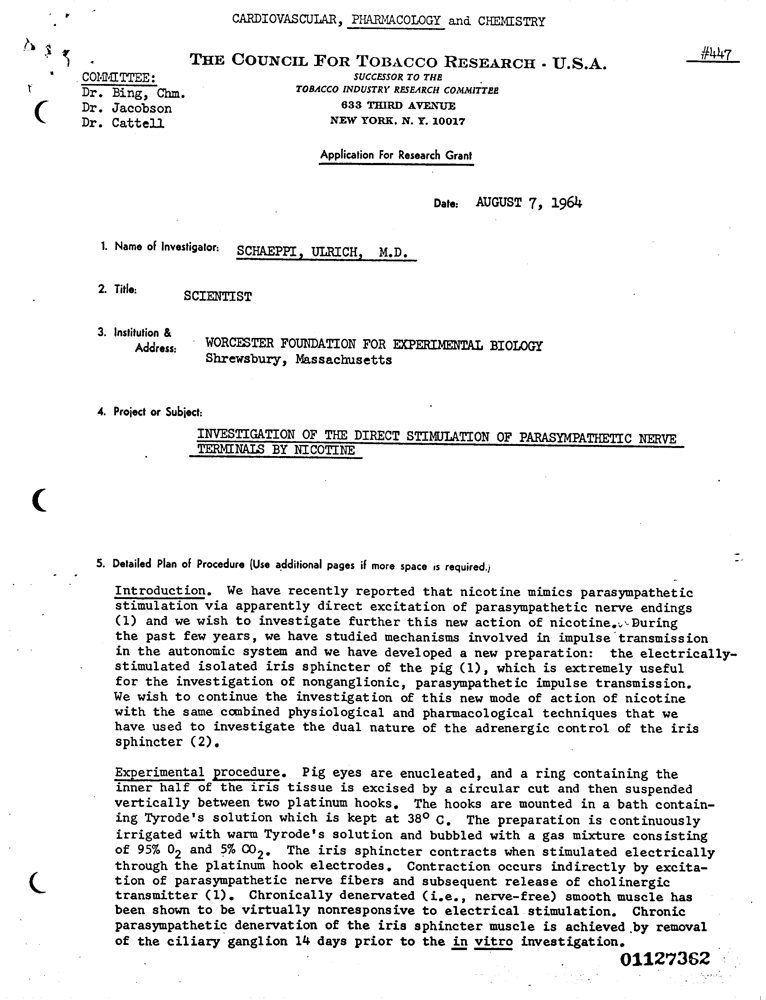 CARDIOVASCULAR, PHARMACOLOGY and CHEMISTRY
#447
THE COUNCIL FOR TOBACCO RESEARCH - U.S.A.
SUCCESSOR TO THE
TOBACCO INDUSTRY RESEARCH COMMITTEE
633 THIRD AVENUE
NEW YORK, N. Y. 10017
COMMITTEE:
Dr. Bing, Chm.
Dr. Jacobson
Dr. Cattell
Application For Research Grant
Date: AUGUST 7, 1964
1. Name of Investigator: SCHAEPPI, ULRICH, M.D.
2. Title: SCIENTIST
3. Institution &
Address: WORCESTER FOUNDATION FOR EXPERIMENTAL BIOLOGY
Shrewsbury, Massachusetts
4. Project or Subject:
INVESTIGATION OF THE DIRECT STIMULATION OF PARASYMPATHETIC NERVE
TERMINALS BY NICOTINE
5. Detailed Plan of Procedure (Use additional pages if more space is required.)
Introduction. We have recently reported that nicotine mimics parasympathetic
stimulation via apparently direct excitation of parasympathetic nerve endings
(1) and we wish to investigate further this new action of nicotine. During
the past few years, we have studied mechanisms involved in impulse transmission
in the autonomic system and we have developed a new preparation: the electrically-
stimulated isolated iris sphincter of the pig (1), which is extremely useful
for the investigation of nonganglionic, parasympathetic impulse transmission.
We wish to continue the investigation of this new mode of action of nicotine
with the same combined physiological and pharmacological techniques that we
have used to investigate the dual nature of the adrenergic control of the iris
sphincter (2).
Experimental procedure. Pig eyes are enucleated, and a ring containing the
inner half of the iris tissue is excised by a circular cut and then suspended
vertically between two platinum hooks. The hooks are mounted in a bath contain-
ing Tyrode's solution which is kept at 38° C. The preparation is continuously
irrigated with warm Tyrode's solution and bubbled with a gas mixture consisting
of 95% O2 and 5% CO2. The iris sphincter contracts when stimulated electrically
through the platinum hook electrodes. Contraction occurs indirectly by excita-
tion of parasympathetic nerve fibers and subsequent release of cholinergic
transmitter (1). Chronically denervated (i.e., nerve-free) smooth muscle has
been shown to be virtually nonresponsive to electrical stimulation. Chronic
parasympathetic denervation of the iris sphincter muscle is achieved by removal
of the ciliary ganglion 14 days prior to the in vitro investigation.
01127362